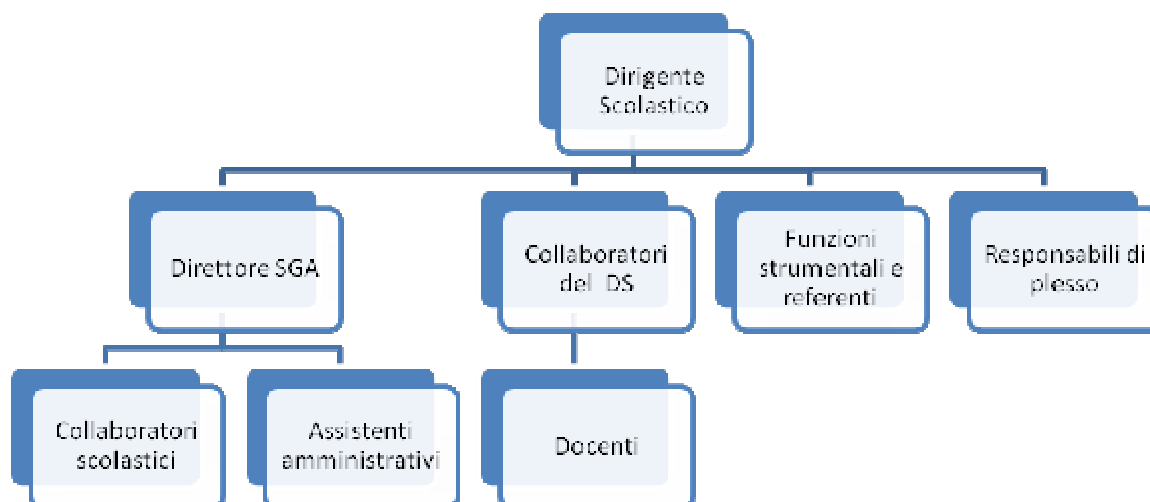 Dirigente
Scolastico
Direttore SGA
Collaboratori
del DS
Funzioni
strumentali e
referenti
Responsabili di
plesso
Collaboratori
scolastici
Assistenti
amministrativi
Docenti